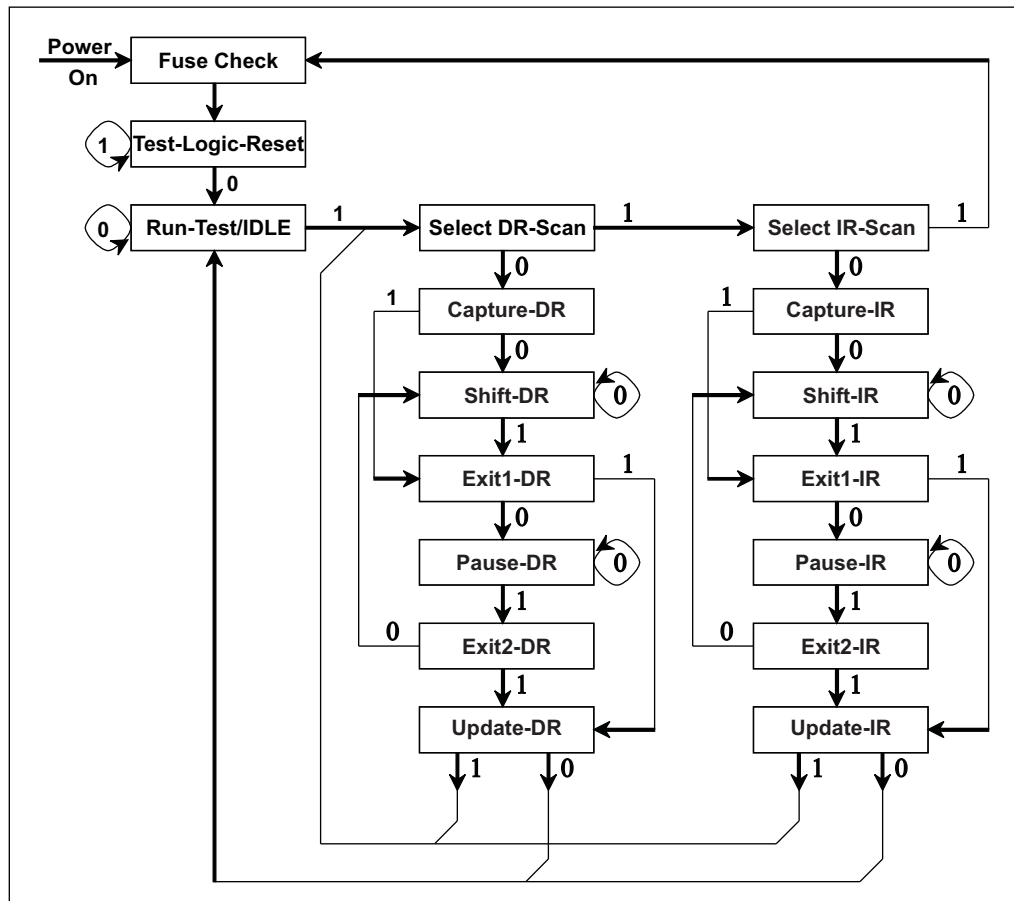 Power
On
Fuse Check
1
Test-Logic-Reset
0
0
Run-Test/IDLE
1
Select DR-Scan
1
Select IR-Scan
1
0
0
1
Capture-DR
1
Capture-IR
0
0
Shift-DR
0
Shift-IR
0
1
1
Exit1-DR
1
Exit1-IR
1
0
0
Pause-DR
0
Pause-IR
0
1
1
0
Exit2-DR
0
Exit2-IR
1
1
Update-DR
Update-IR
1
0
1
0